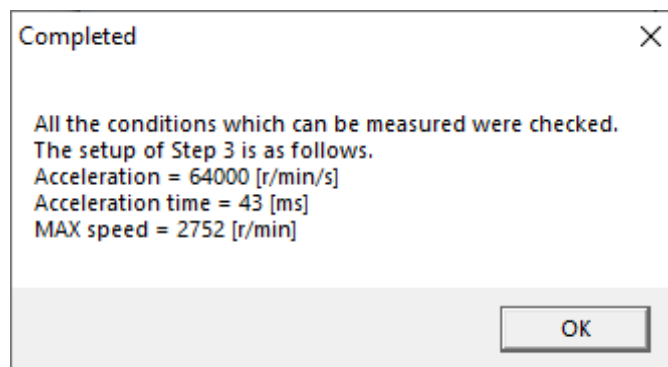 Completed
All the conditions which can be measured were checked.
The setup of Step 3 is as follows.
Acceleration = 64000 [r/min/s]
Acceleration time = 43 [ms]
MAX speed = 2752 [r/min]
OK